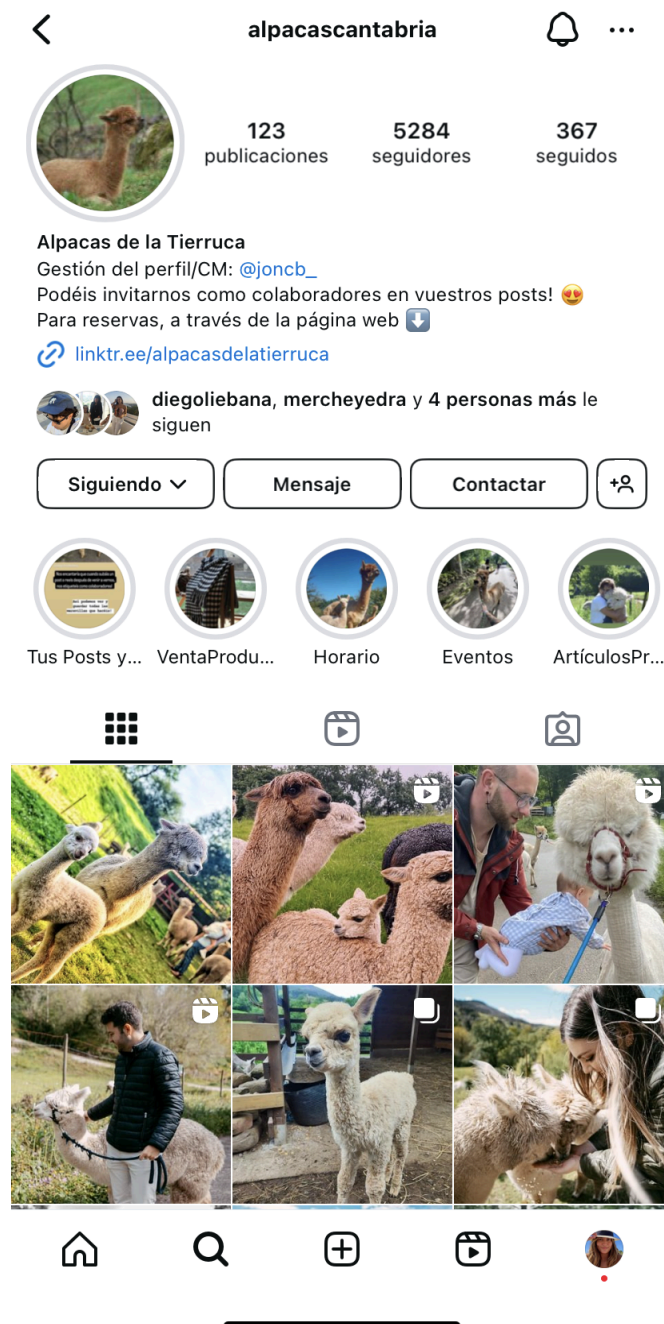 alpacascantabria
123
publicaciones
5284
seguidores
367
seguidos
Alpacas de la Tierruca
Gestión del perfil/CM: @joncb_
Podéis invitarnos como colaboradores en vuestros posts! 😍
Para reservas, a través de la página web ⬇️
linktr.ee/alpacasdelatierruca
diegoliebana, mercheyedra y 4 personas más le
siguen
Siguiendo
Mensaje
Contactar
Tus Posts y...
VentaProdu...
Horario
Eventos
ArtículosPr...